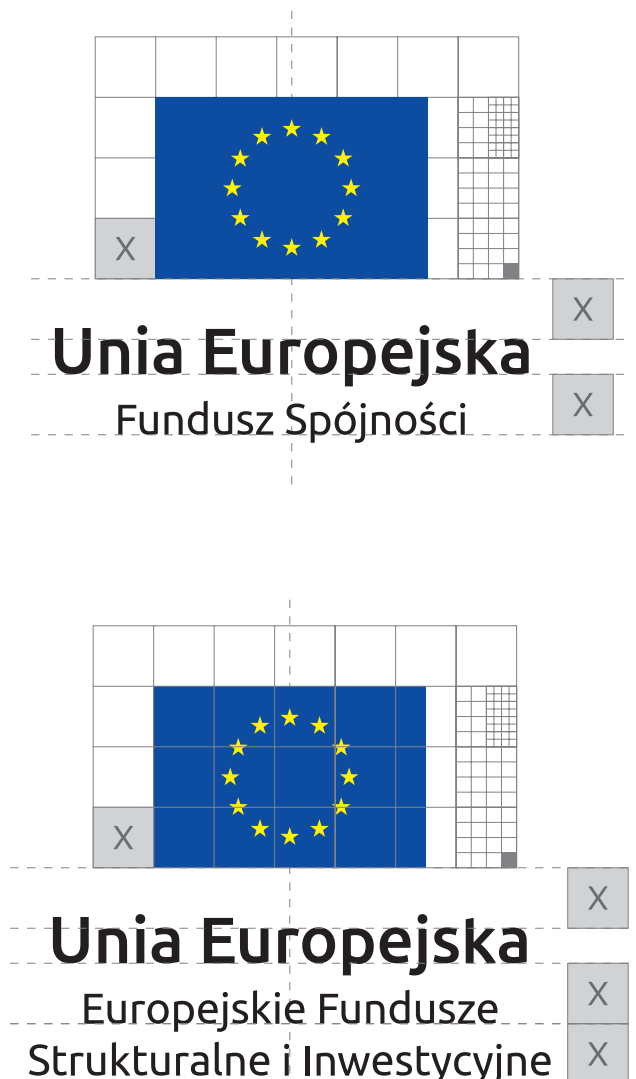 X
X
Unia Europejska
X
Fundusz Spójności
X
X
Unia Europejska
X
Europejskie Fundusze
X
Strukturalne i Inwestycyjne